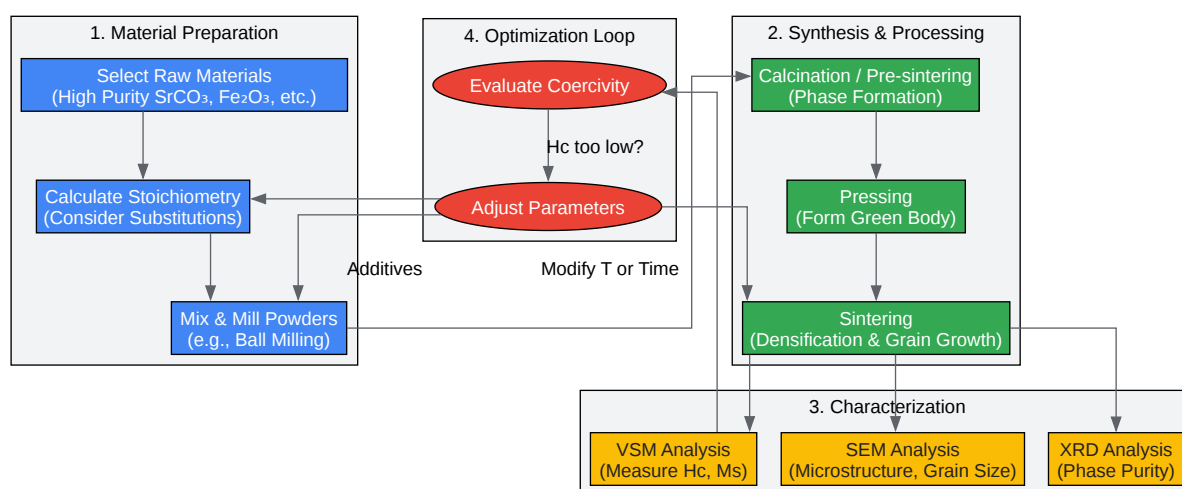 1. Material Preparation
Select Raw Materials
(High Purity SrCO₃, Fe₂O₃, etc.)
Calculate Stoichiometry
(Consider Substitutions)
Mix & Mill Powders
(e.g., Ball Milling)
4. Optimization Loop
Evaluate Coercivity
Hc too low?
Adjust Parameters
Additives
Modify T or Time
2. Synthesis & Processing
Calcination / Pre-sintering
(Phase Formation)
Pressing
(Form Green Body)
Sintering
(Densification & Grain Growth)
3. Characterization
VSM Analysis
(Measure Hc, Ms)
SEM Analysis
(Microstructure, Grain Size)
XRD Analysis
(Phase Purity)